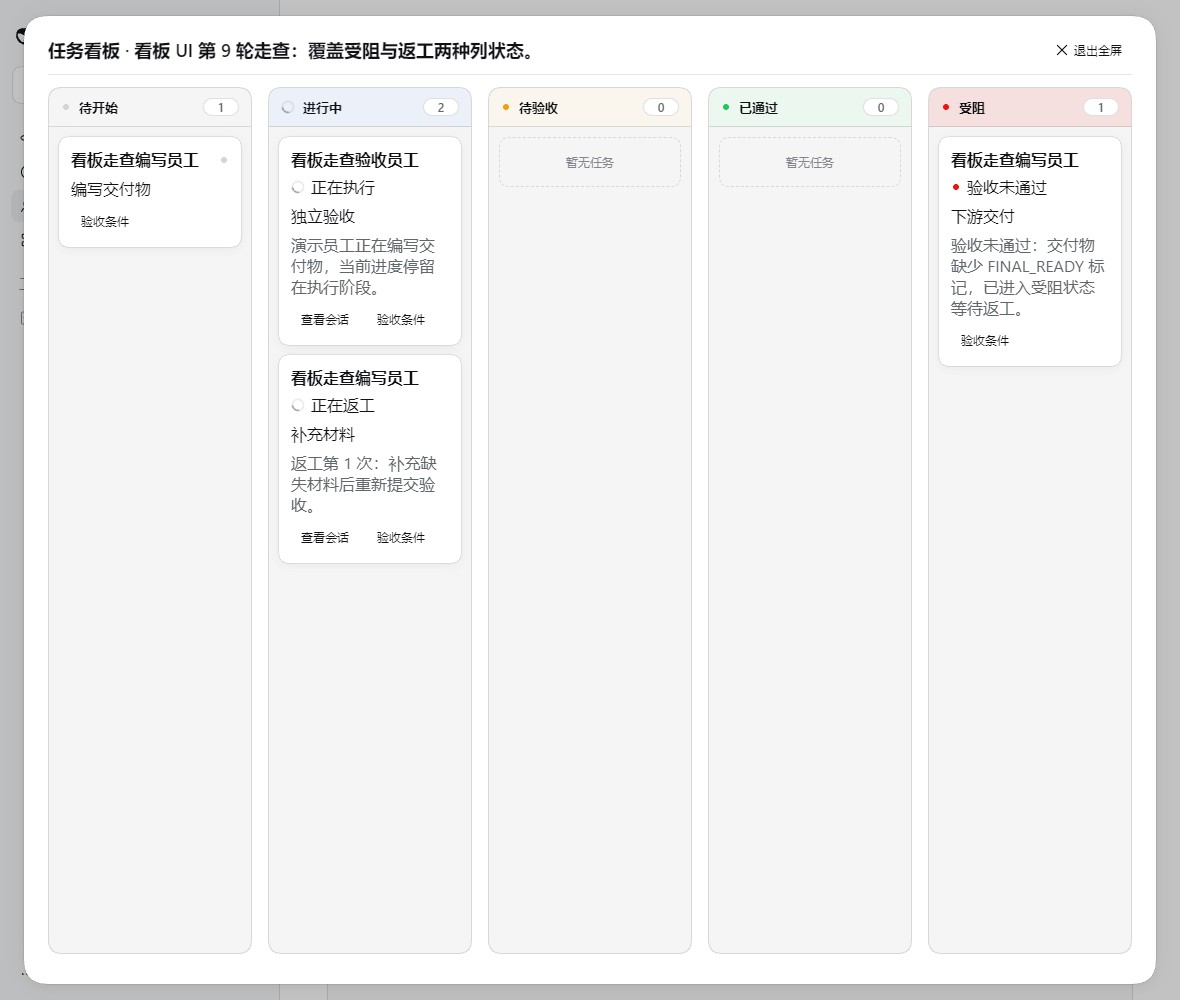 任务看板 · 看板 UI 第 9 轮走查：覆盖受阻与返工两种列状态。
退出全屏
待开始
1
看板走查编写员工
编写交付物
验收条件
进行中
2
看板走查验收员工
正在执行
独立验收
演示员工正在编写交
付物，当前进度停留
在执行阶段。
查看会话
验收条件
看板走查编写员工
正在返工
补充材料
返工第 1 次：补充缺
失材料后重新提交验
收。
查看会话
验收条件
待验收
0
暂无任务
已通过
0
暂无任务
受阻
1
看板走查编写员工
验收未通过
下游交付
验收未通过：交付物
缺少 FINAL_READY 标
记，已进入受阻状态
等待返工。
验收条件